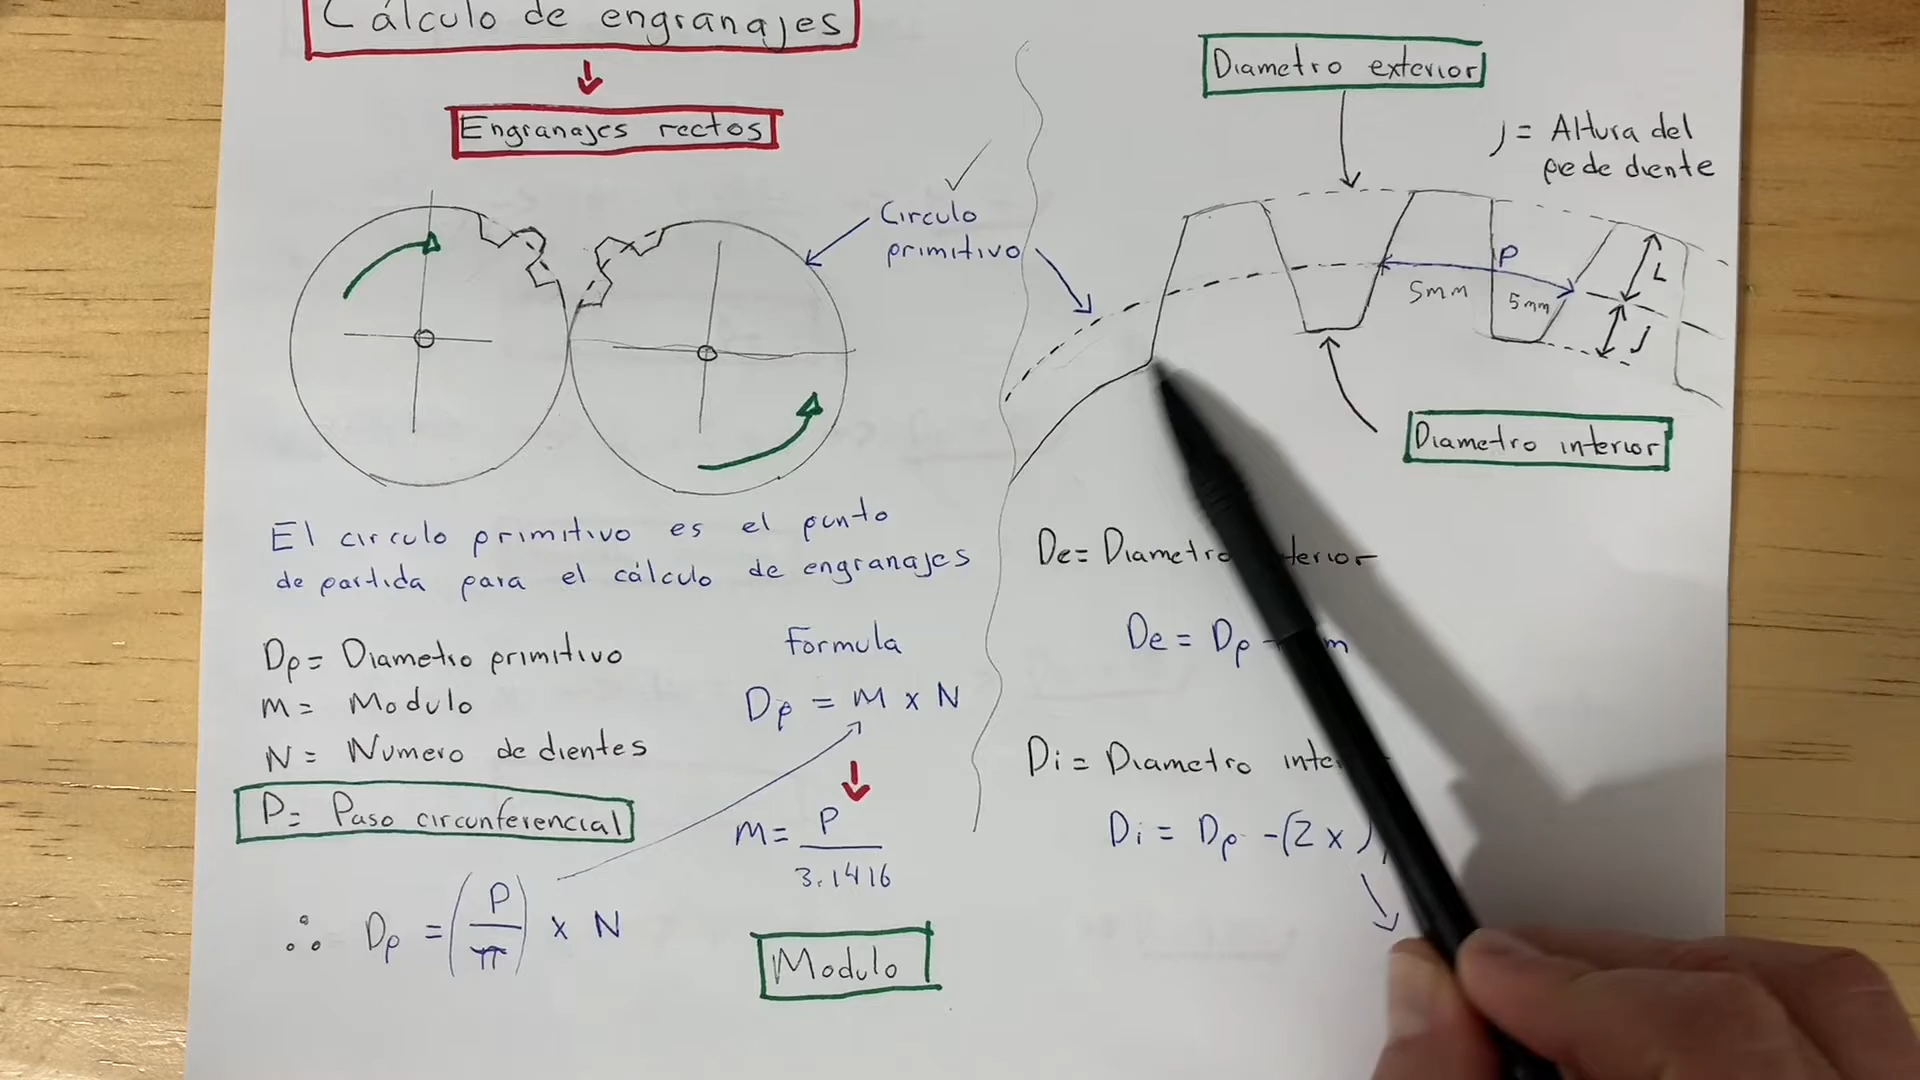 Cálculo de engranajes
Engranajes rectos
Circulo
primitivo
El circulo primitivo es el punto
de partida para el cálculo de engranajes
Dp= Diametro primitivo
m= Modulo
N= Numero de dientes
P= Paso circunferencial
∴ Dp = (P/π) x N
Formula
Dp = m x N
m= P
3.1416
Modulo
Diametro exterior
J = Altura del
pie de diente
P
5mm
5mm
L
J
Diametro interior
De= Diametro
De = Dp m
Di= Diametro
Di = Dp -(2 x J